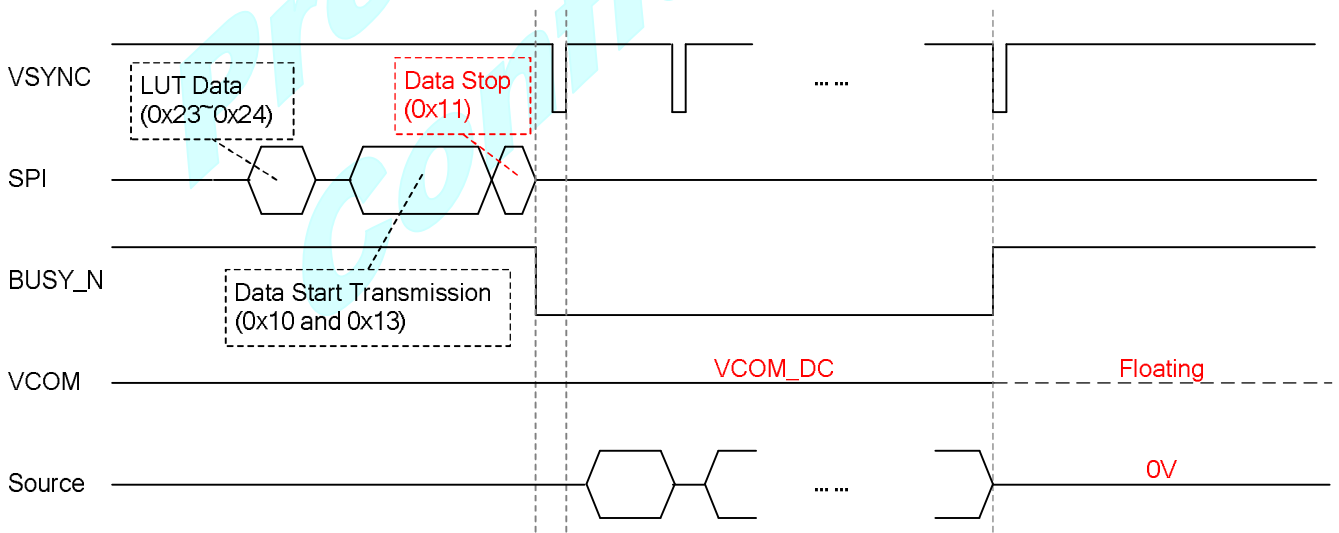 VSYNC
LUT Data
(0x23~0x24)
Data Stop
(0x11)
... ...
SPI
BUSY_N
Data Start Transmission
(0x10 and 0x13)
VCOM
VCOM_DC
Floating
Source
... ...
0V